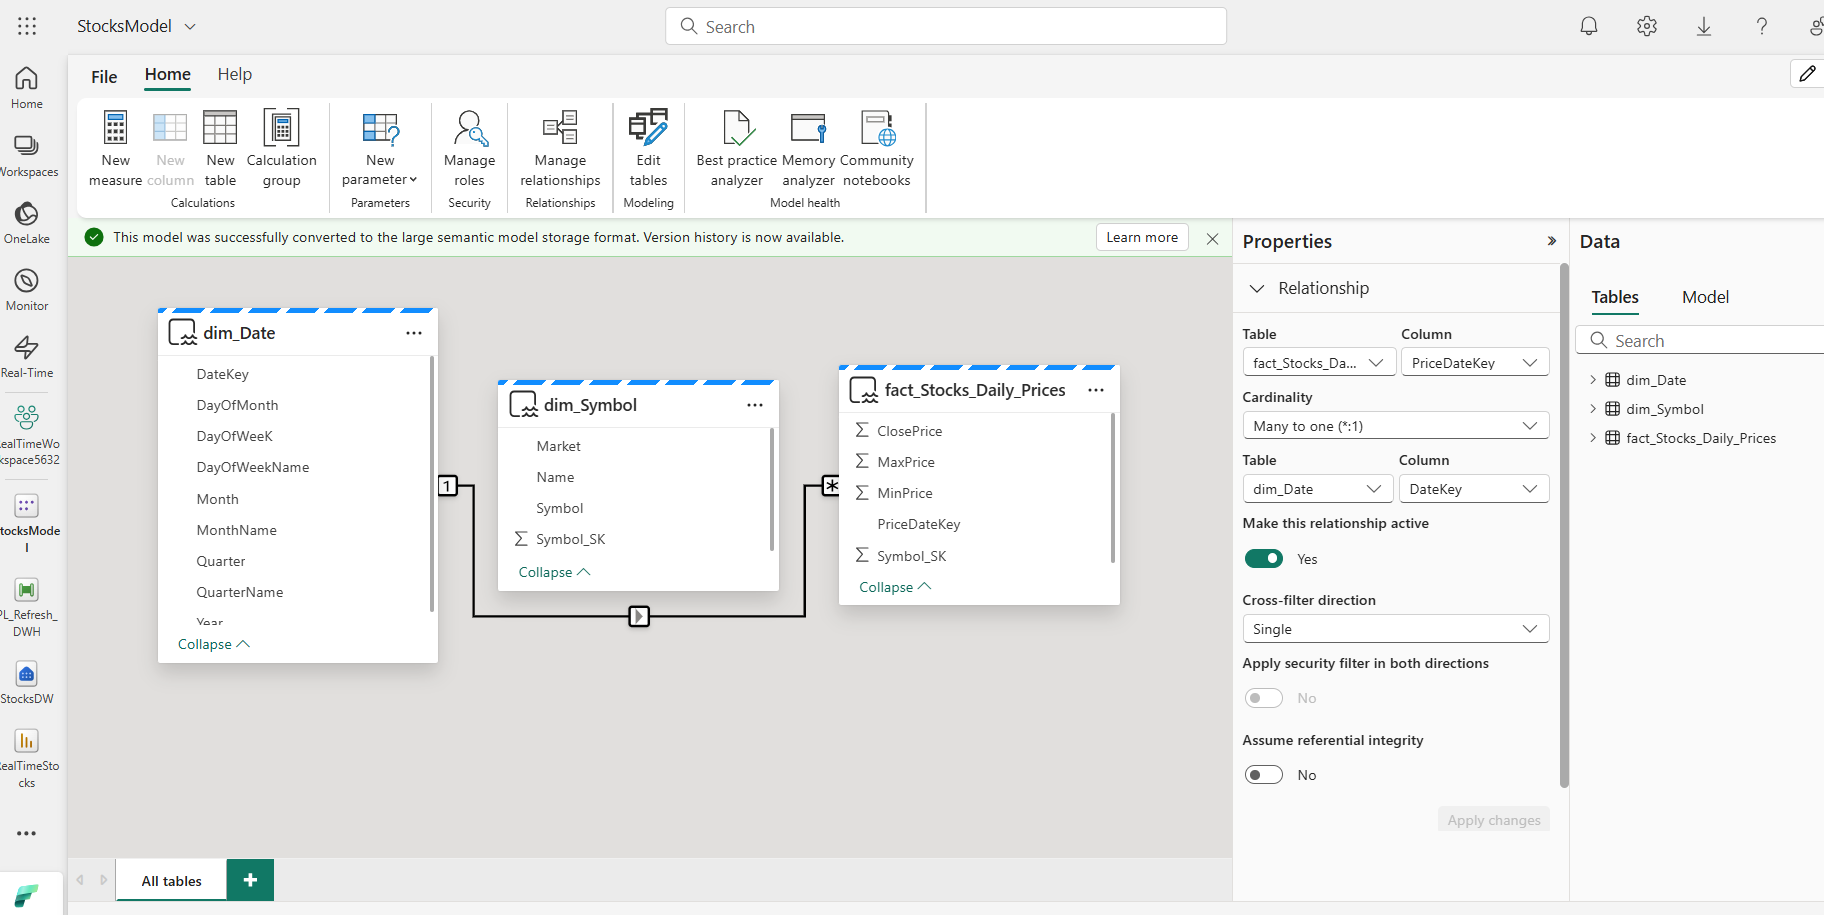 StocksModel
Search
Home
Workspaces
OneLake
Monitor
Real-Time
ealTimeWo
kspace5632
tocksMode
l
PL_Refresh_
DWH
StocksDW
ealTimeSto
cks
File
Home
Help
New
measure
New
column
New
table
Calculation
group
Calculations
New
parameter
Parameters
Manage
roles
Security
Manage
relationships
Relationships
Edit
tables
Modeling
Best practice
analyzer
Memory
analyzer
Community
notebooks
Model health
This model was successfully converted to the large semantic model storage format. Version history is now available.
Learn more
dim_Date
DateKey
DayOfMonth
DayOfWeeK
DayOfWeekName
Month
MonthName
Quarter
QuarterName
Year
Collapse
1
dim_Symbol
Market
Name
Symbol
Symbol_SK
Collapse
*
fact_Stocks_Daily_Prices
ClosePrice
MaxPrice
MinPrice
PriceDateKey
Symbol_SK
Collapse
All tables
Properties
Relationship
Table
Column
fact_Stocks_Da...
PriceDateKey
Cardinality
Many to one (*:1)
Table
Column
dim_Date
DateKey
Make this relationship active
Yes
Cross-filter direction
Single
Apply security filter in both directions
No
Assume referential integrity
No
Apply changes
Data
Tables
Model
Search
dim_Date
dim_Symbol
fact_Stocks_Daily_Prices